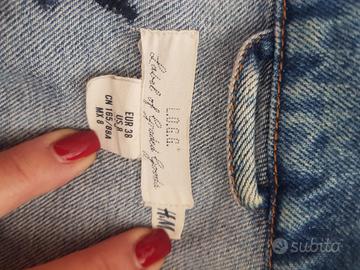 L.O.G.G.
Label of Graded Goods
H&M
EUR 38
US 8
CN 165/88A
MX 8
subito